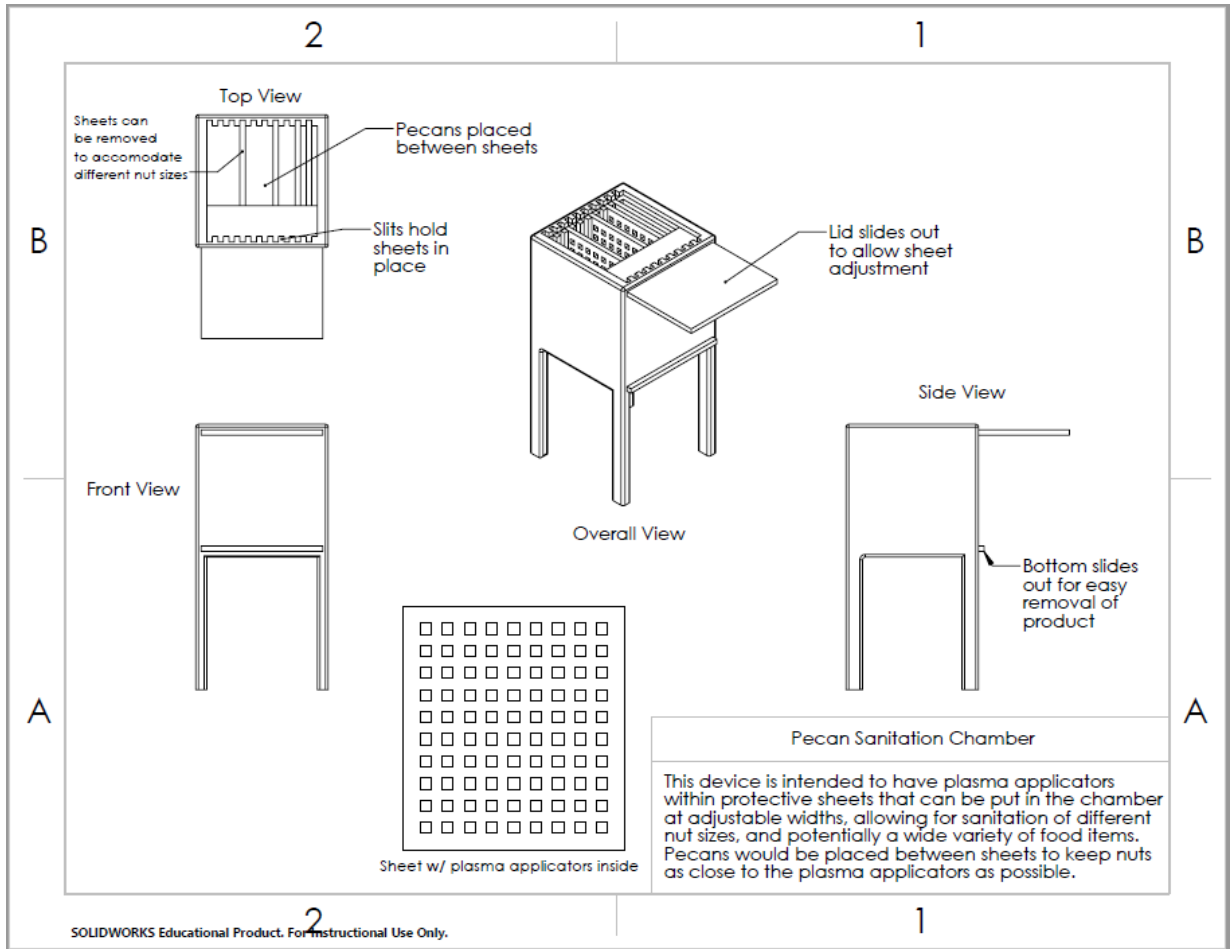 2
1
Top View
Sheets can
be removed
to accomodate
different nut sizes
Pecans placed
between sheets
Slits hold
sheets in
place
B
B
Lid slides out
to allow sheet
adjustment
Side View
Front View
Overall View
Bottom slides
out for easy
removal of
product
A
A
Sheet w/ plasma applicators inside
Pecan Sanitation Chamber
This device is intended to have plasma applicators
within protective sheets that can be put in the chamber
at adjustable widths, allowing for sanitation of different
nut sizes, and potentially a wide variety of food items.
Pecans would be placed between sheets to keep nuts
as close to the plasma applicators as possible.
2
1
SOLIDWORKS Educational Product. For Instructional Use Only.